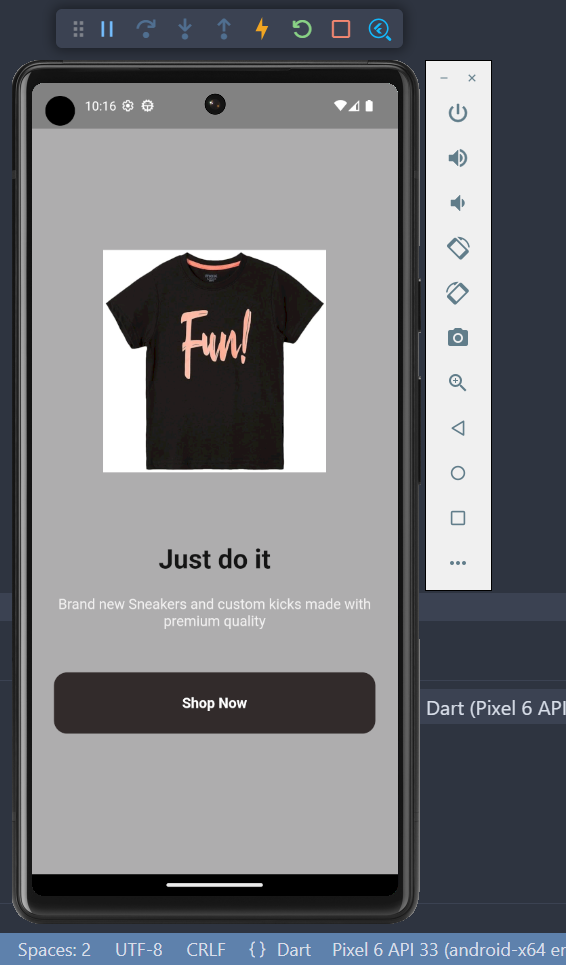 10:16
Fun!
Just do it
Brand new Sneakers and custom kicks made with
premium quality
Shop Now
Dart (Pixel 6 API
Spaces: 2 UTF-8 CRLF {} Dart Pixel 6 API 33 (android-x64 em